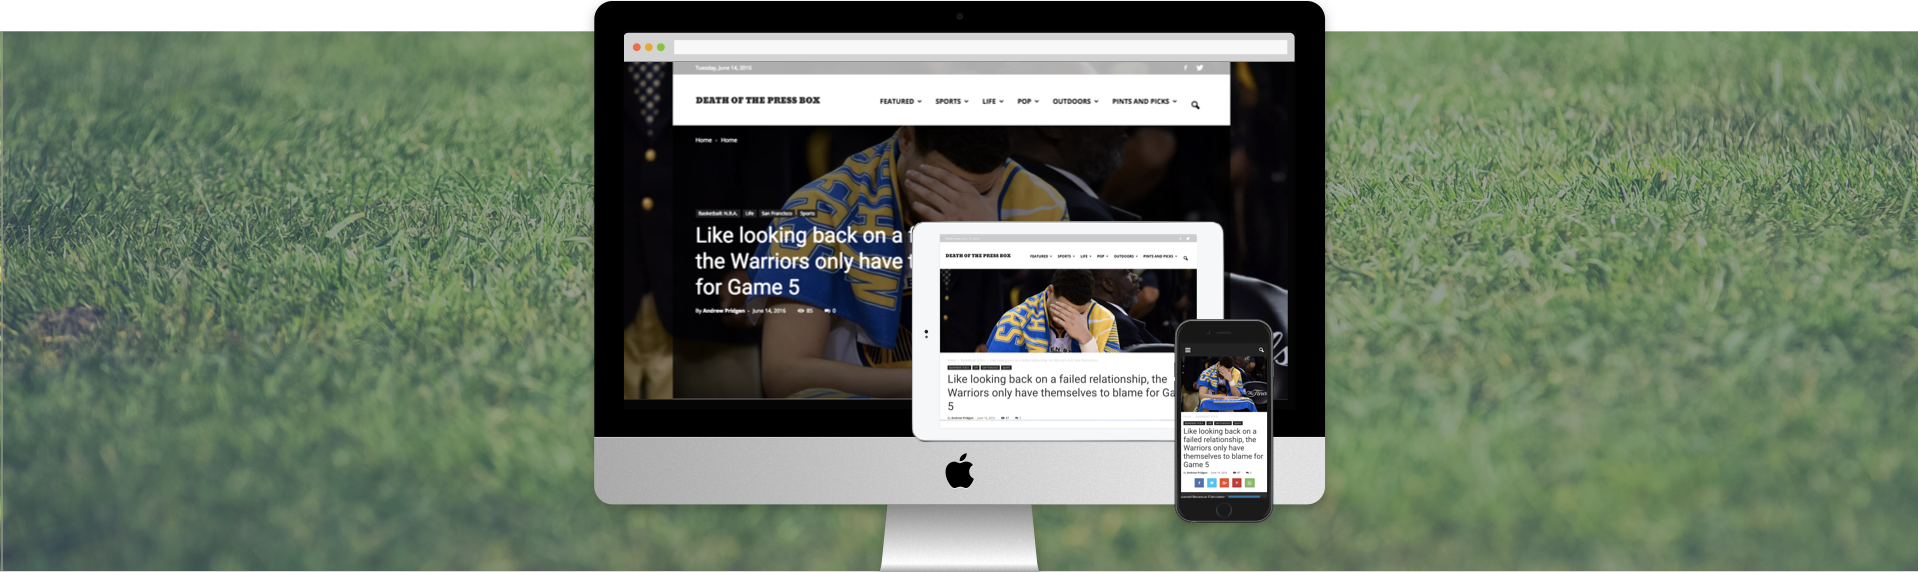 Tuesday, June 14, 2016
DEATH OF THE PRESS BOX
FEATURED SPORTS LIFE POP OUTDOORS PINTS AND PICKS
Home Home
Basketball: N.B.A. Life San Francisco Sports
Like looking back on a f
the Warriors only have t
for Game 5
By Andrew Pridgen - June 14, 2016 85 0
DEATH OF THE PRESS BOX
FEATURED SPORTS LIFE POP OUTDOORS PINTS AND PICKS
Like looking back on a failed relationship, the
Warriors only have themselves to blame for Ga
5
By Andrew Pridgen
Like looking back on a
failed relationship, the
Warriors only have
themselves to blame for
Game 5